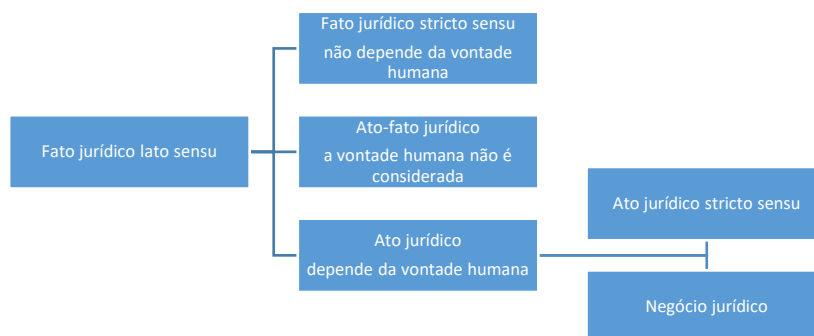 Fato jurídico lato sensu
Fato jurídico stricto sensu
não depende da vontade
humana
Ato-fato jurídico
a vontade humana não é
considerada
Ato jurídico
depende da vontade humana
Ato jurídico stricto sensu
Negócio jurídico